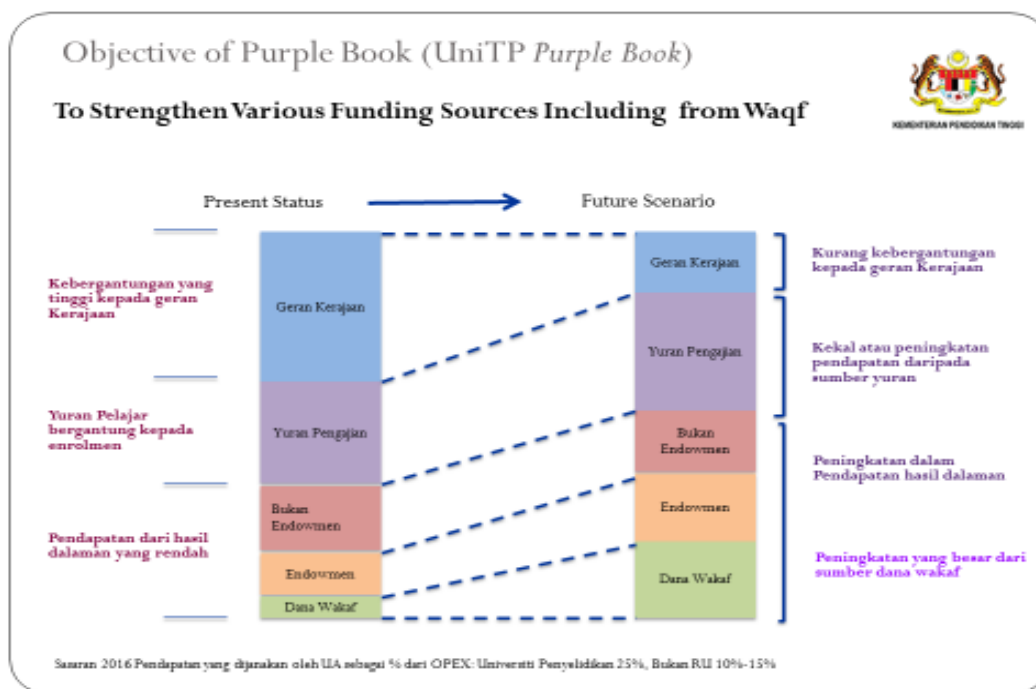 Objective of Purple Book (UniTP Purple Book)
To Strengthen Various Funding Sources Including from Waqf
KEMENTERIAN PENDIDIKAN TINGGI
Present Status
Future Scenario
Kebergantungan yang
tinggi kepada geran
Kerajaan
Yuran Pelajar
bergantung kepada
enrolmen
Pendapatan dari hasil
dalaman yang rendah
Geran Kerajaan
Yuran Pengajian
Bukan
Endowmen
Endowmen
Dana Wakaf
Geran Kerajaan
Yuran Pengajian
Bukan
Endowmen
Endowmen
Dana Wakaf
Kurang kebergantungan
kepada geran Kerajaan
Kekal atau peningkatan
pendapatan daripada
sumber yuran
Peningkatan dalam
Pendapatan hasil dalaman
Peningkatan yang besar dari
sumber dana wakaf
Sasaran 2016 Pendapatan yang dijanakan oleh UA sebagai % dari OPEX: Universiti Penyelidikan 25%, Bukan RU 10%-15%